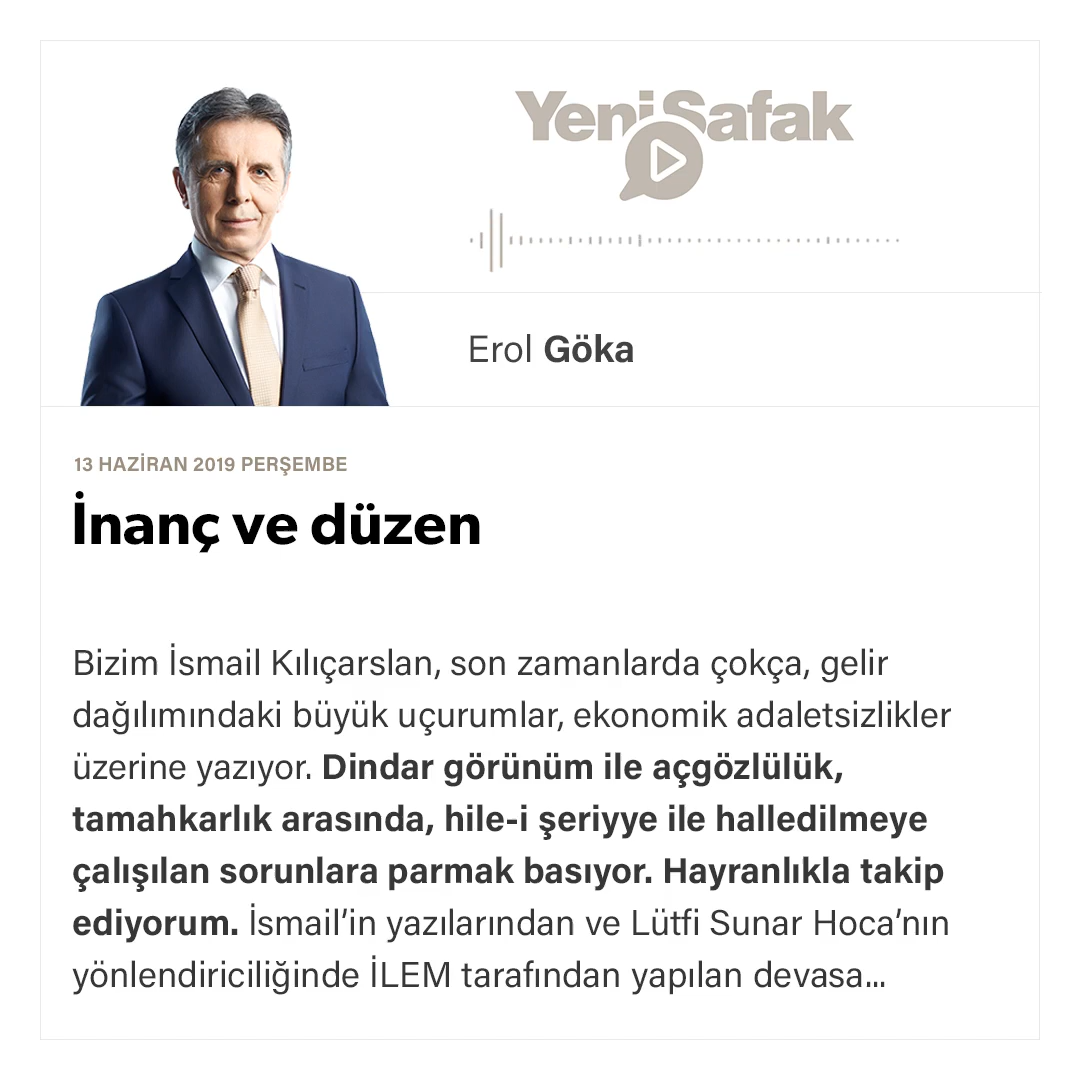 Yeni Şafak
Erol Göka
13 HAZİRAN 2019 PERŞEMBE
İnanç ve düzen
Bizim İsmail Kılıçarslan, son zamanlarda çokça, gelir
dağılımındaki büyük uçurumlar, ekonomik adaletsizlikler
üzerine yazıyor. Dindar görünüm ile açgözlülük,
tamahkarlık arasında, hile-i şeriyye ile halledilmeye
çalışılan sorunlara parmak basıyor. Hayranlıkla takip
ediyorum. İsmail’in yazılarından ve Lütfi Sunar Hoca’nın
yönlendiriciliğinde İLEM tarafından yapılan devasa...